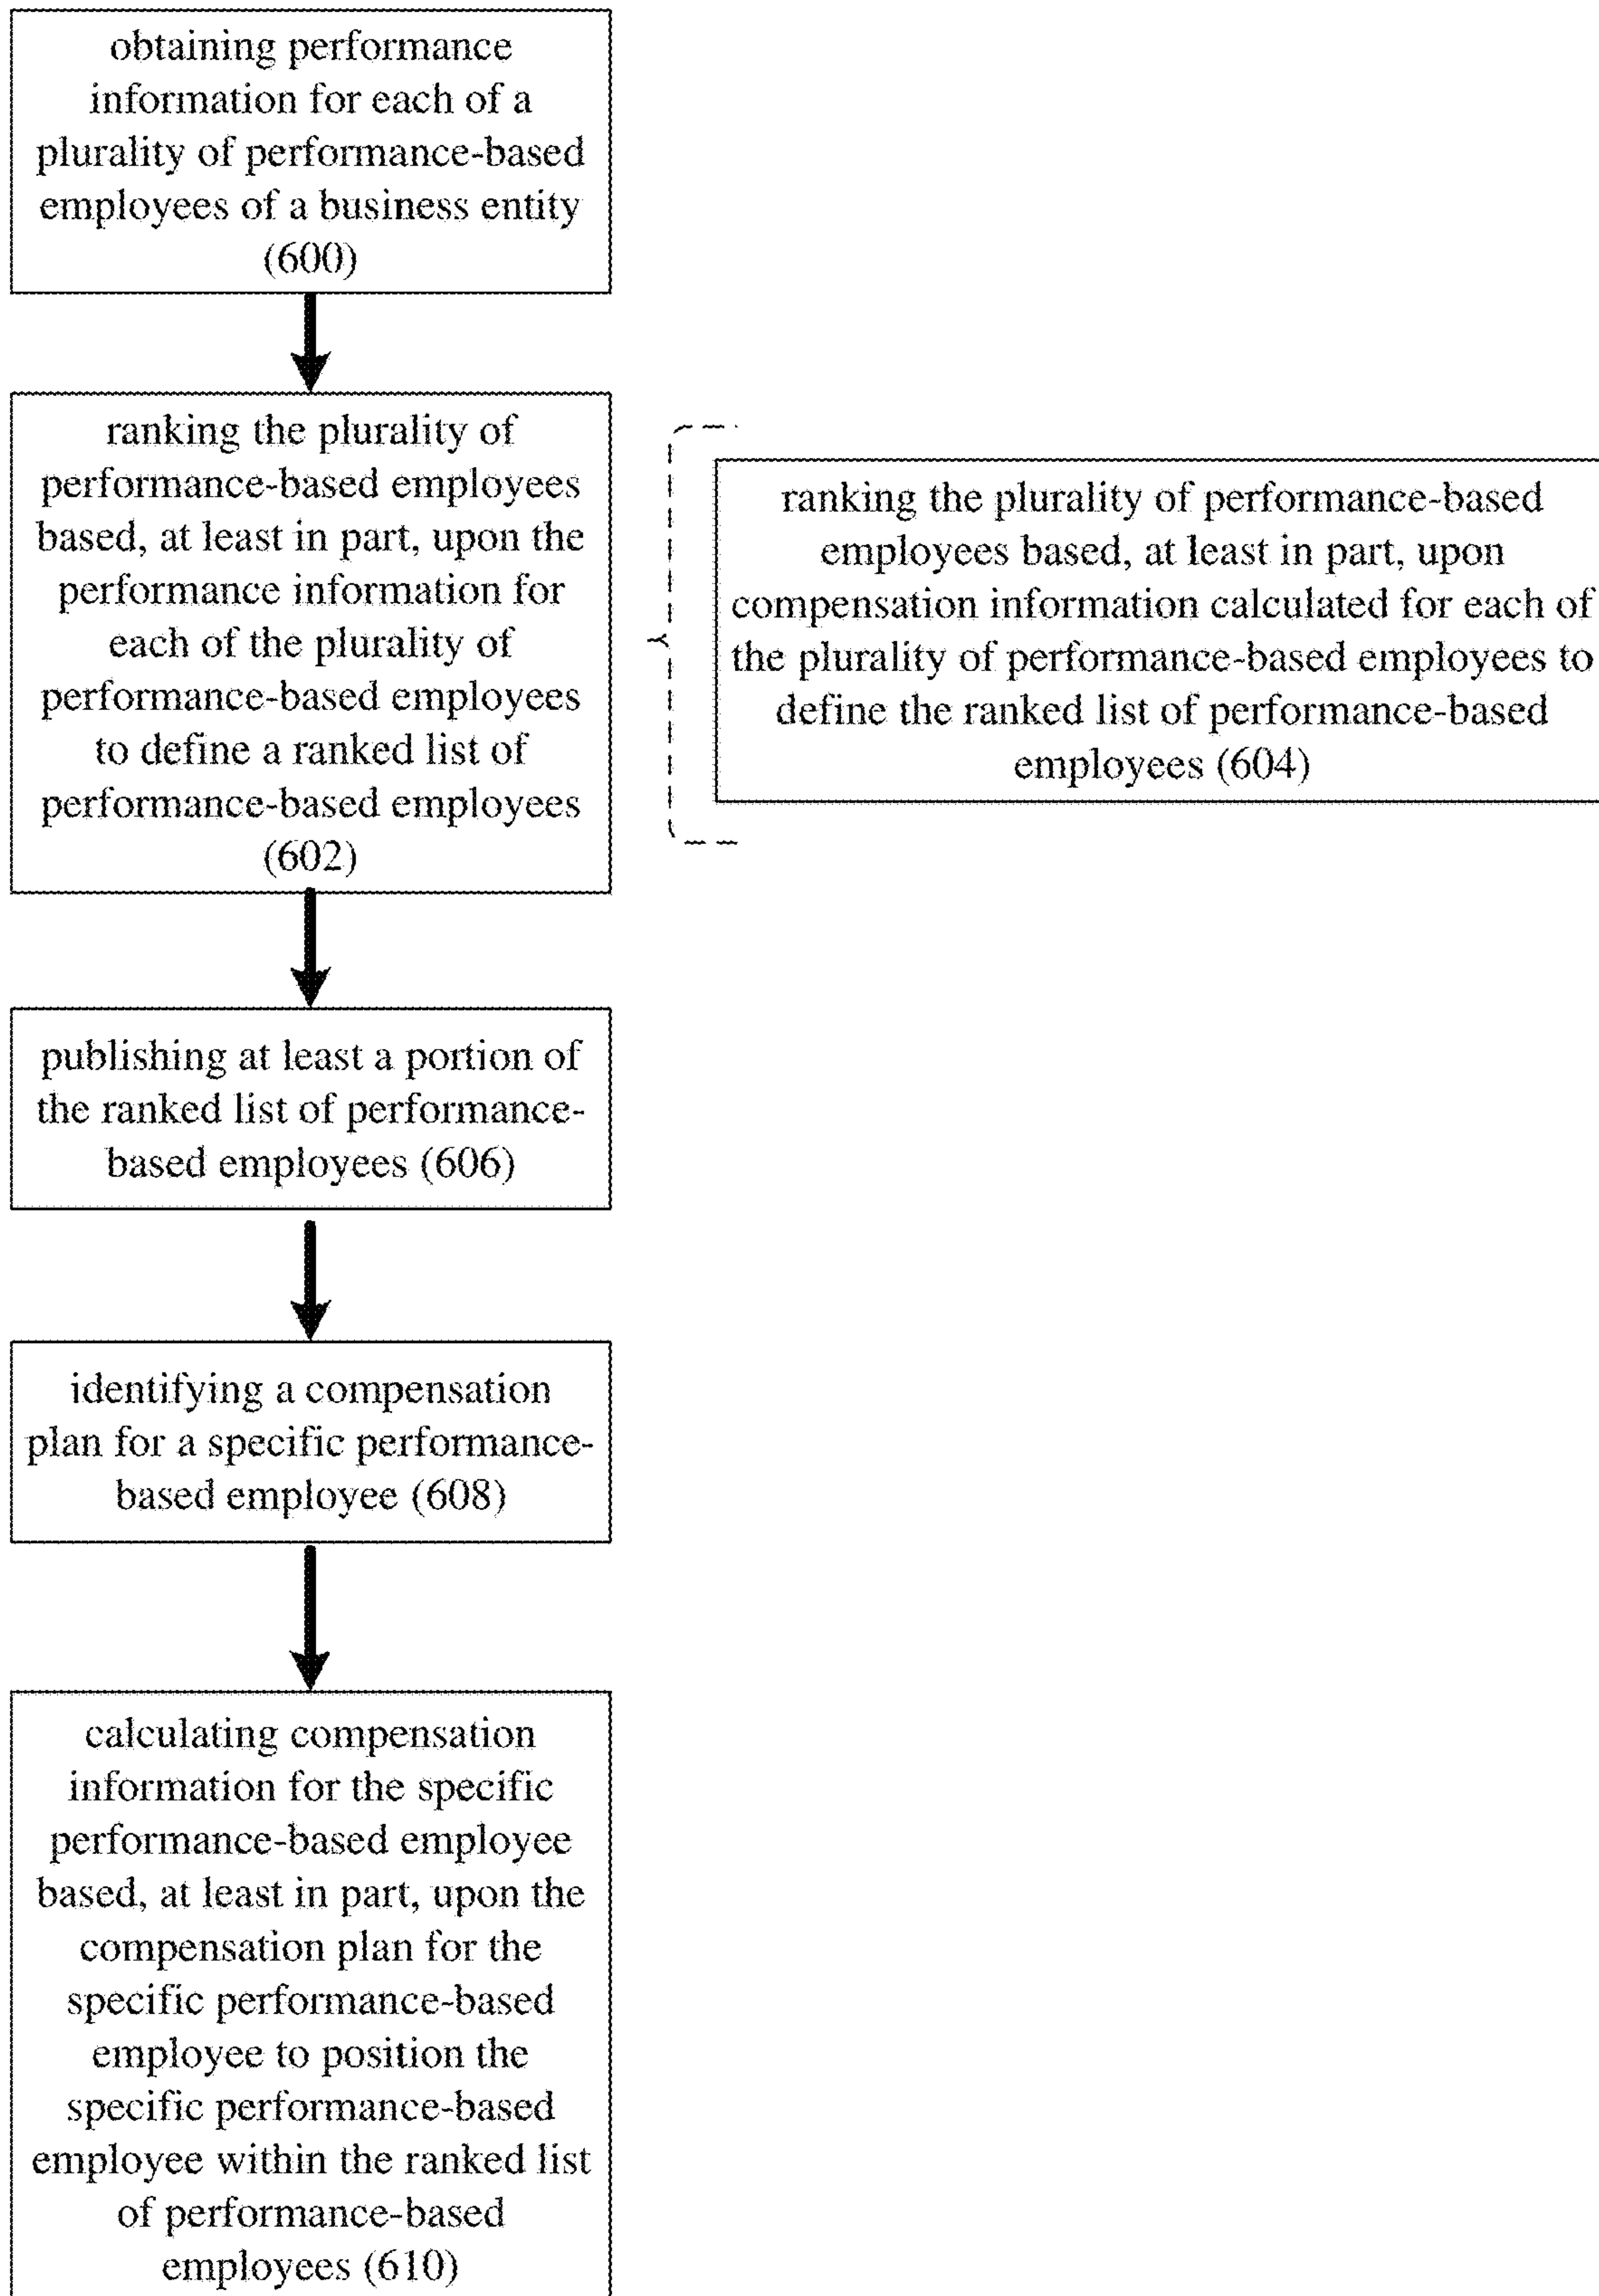 obtaining performance
information for each of a
plurality of performance-based
employees of a business entity
(600)
ranking the plurality of
performance-based employees
based, at least in part, upon the
performance information for
each of the plurality of
performance-based employees
to define a ranked list of
performance-based employees
(602)
ranking the plurality of performance-based
employees based, at least in part, upon
compensation information calculated for each of
the plurality of performance-based employees to
define the ranked list of performance-based
employees (604)
publishing at least a portion of
the ranked list of performance-
based employees (606)
identifying a compensation
plan for a specific performance-
based employee (608)
calculating compensation
information for the specific
performance-based employee
based, at least in part, upon the
compensation plan for the
specific performance-based
employee to position the
specific performance-based
employee within the ranked list
of performance-based
employees (610)